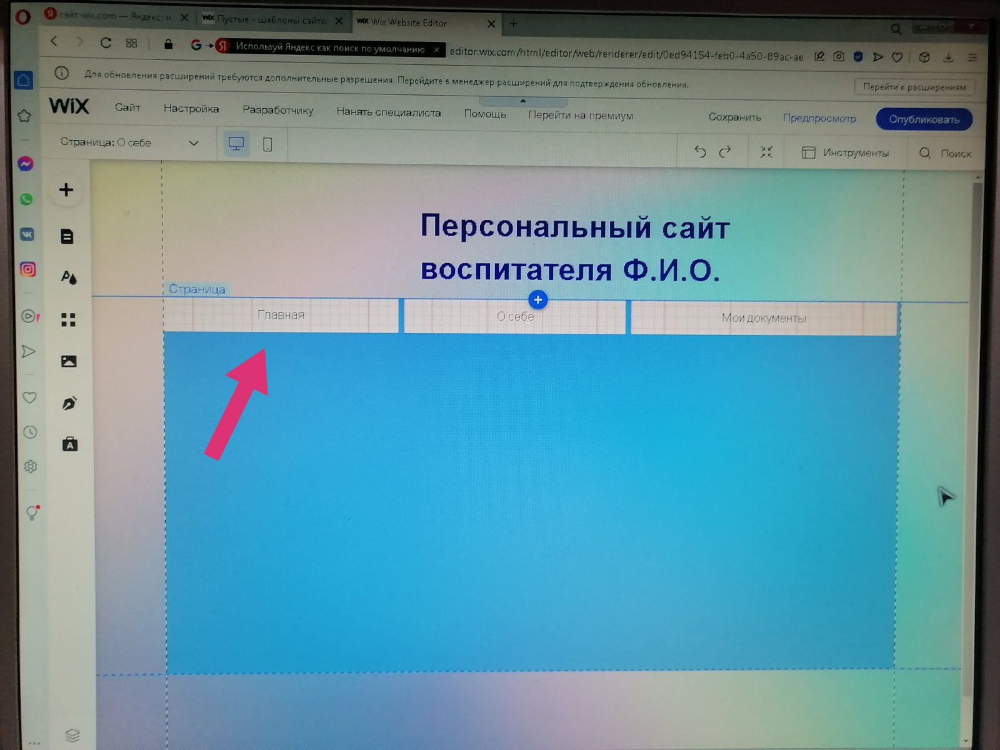 сайт wix.com — Яндекс: н
WiX Пустые - шаблоны сайто
WiX Wix Website Editor
G → Я Используй Яндекс как поиск по умолчанию ×
editor.wix.com/html/editor/web/renderer/edit/0ed94154-feb0-4a50-89ac-ae
Для обновления расширений требуются дополнительные разрешения. Перейдите в менеджер расширений для подтверждения обновления.
Перейти к расширениям
WiX
Сайт
Настройка
Разработчику
Нанять специалиста
Помощь
Перейти на премиум
Сохранить
Предпросмотр
Опубликовать
Страница: О себе
Инструменты
Поиск
Персональный сайт
воспитателя Ф.И.О.
Страница
Главная
О себе
Мои документы